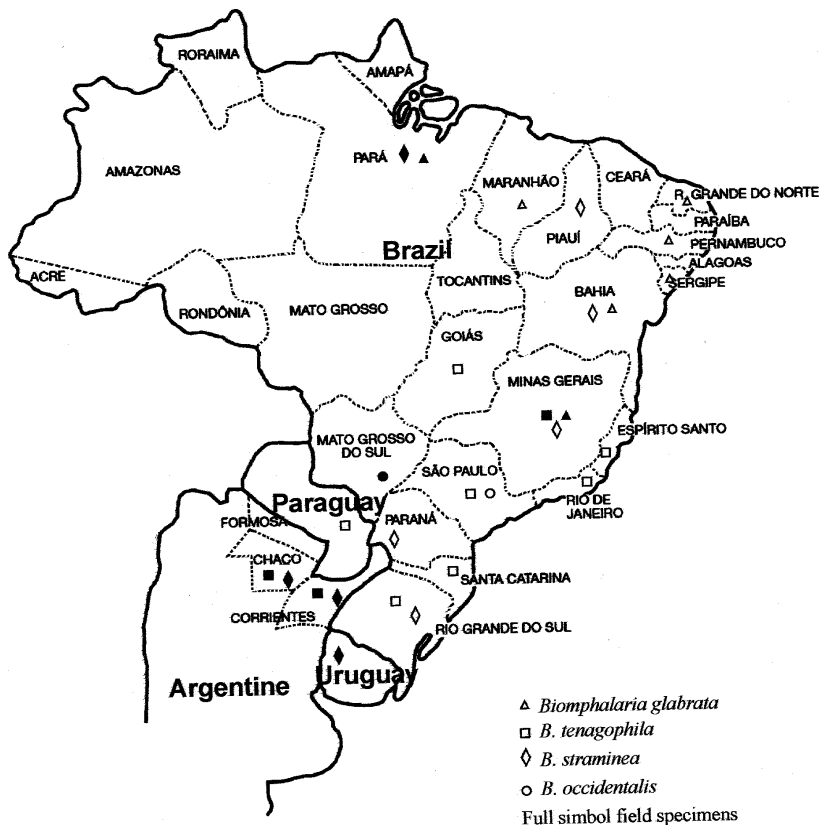 RORAIMA
AMAPÁ
AMAZONAS
PARÁ
MARANHÃO
CEARÁ
R. GRANDE DO NORTE
PARAÍBA
PIAUÍ
PERNAMBUCO
Brazil
ALAGOAS
SERGIPE
ACRE
TOCANTINS
RONDÔNIA
MATO GROSSO
BAHIA
GOIÁS
MINAS GERAIS
ESPÍRITO SANTO
MATO GROSSO
DO SUL
SÃO PAULO
RIO DE
JANEIRO
Paraguay
FORMOSA
PARANÁ
CHACO
SANTA CATARINA
CORRIENTES
RIO GRANDE DO SUL
Uruguay
Argentine
Biomphalaria glabrata
B. tenagophila
B. straminea
B. occidentalis
Full simbol field specimens